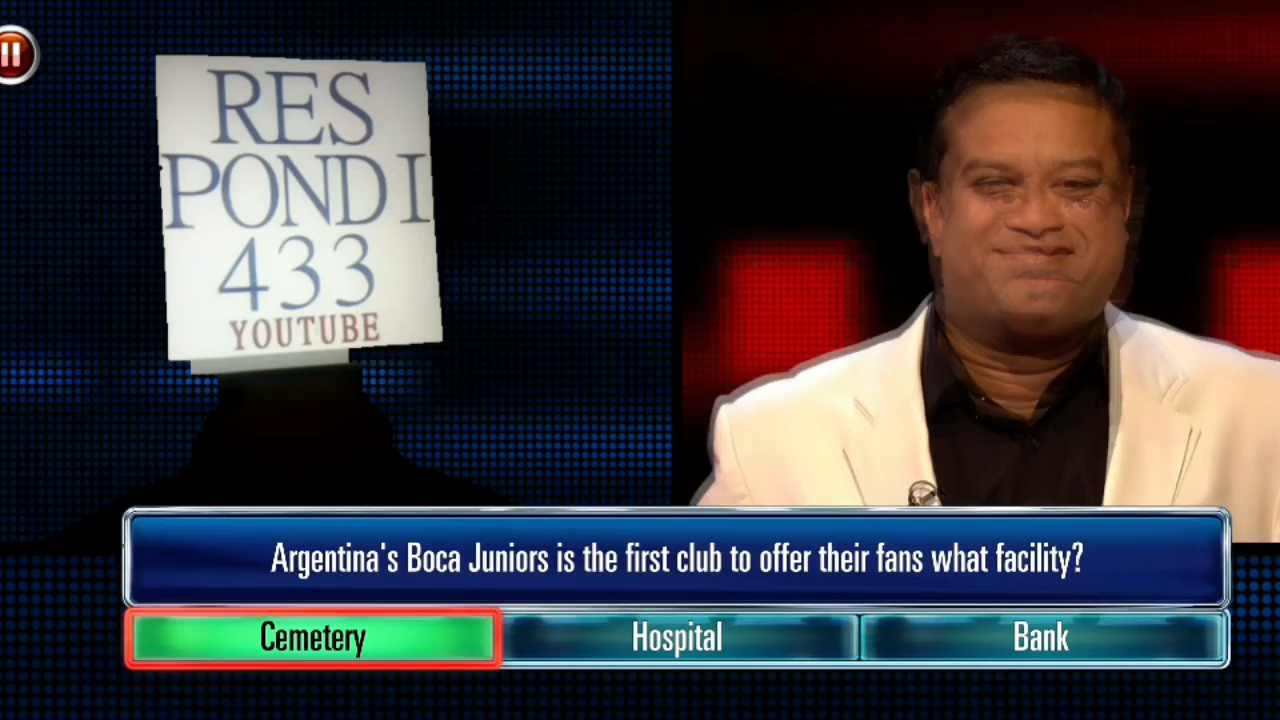 RES
PONDI
433
YOUTUBE
Argentina's Boca Juniors is the first club to offer their fans what facility?
Cemetery
Hospital
Bank